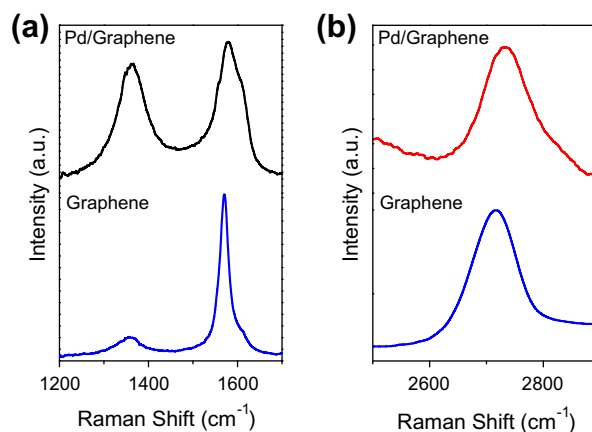 (a)
Pd/Graphene
Graphene
Intensity (a.u.)
1200 1400 1600
Raman Shift (cm⁻¹)
(b)
Pd/Graphene
Graphene
Intensity (a.u.)
2600 2800
Raman Shift (cm⁻¹)